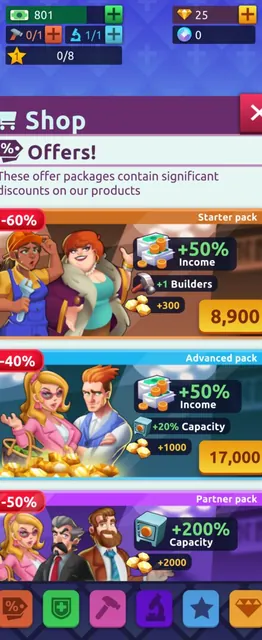 801
25
0/1
1/1
0
0/8
Shop
Offers!
These offer packages contain significant
discounts on our products
-60%
Starter pack
+50%
Income
+1 Builders
+300
8,900
-40%
Advanced pack
+50%
Income
+20% Capacity
+1000
17,000
-50%
Partner pack
+200%
Capacity
+2000